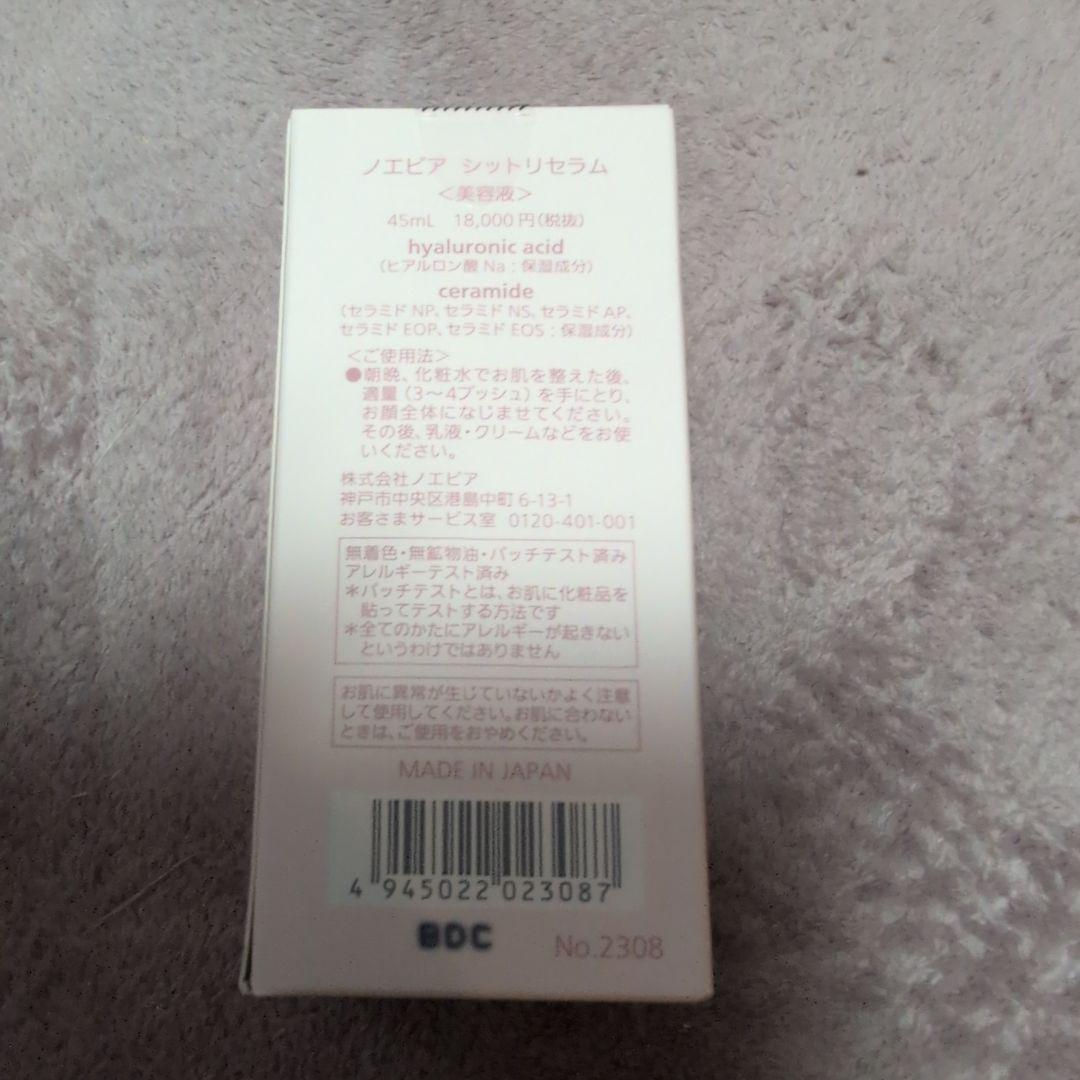 ノエビア シットリセラム
＜美容液＞
45mL 18,000円（税抜）
hyaluronic acid
（ヒアルロン酸 Na：保湿成分）
ceramide
（セラミド NP、セラミド NS、セラミド AP、
セラミド EOP、セラミド EOS：保湿成分）
＜ご使用法＞
●朝晩、化粧水でお肌を整えた後、
適量（3～4プッシュ）を手にとり、
お顔全体になじませてください。
その後、乳液・クリームなどをお使
いください。
株式会社ノエビア
神戸市中央区港島中町 6-13-1
お客さまサービス室 0120-401-001
無着色・無鉱物油・パッチテスト済み
アレルギーテスト済み
＊パッチテストとは、お肌に化粧品を
貼ってテストする方法です
＊全てのかたにアレルギーが起きない
というわけではありません
お肌に異常が生じていないかよく注意
して使用してください。お肌に合わない
ときは、ご使用をおやめください。
MADE IN JAPAN
4 945022 023087
BDC
No.2308